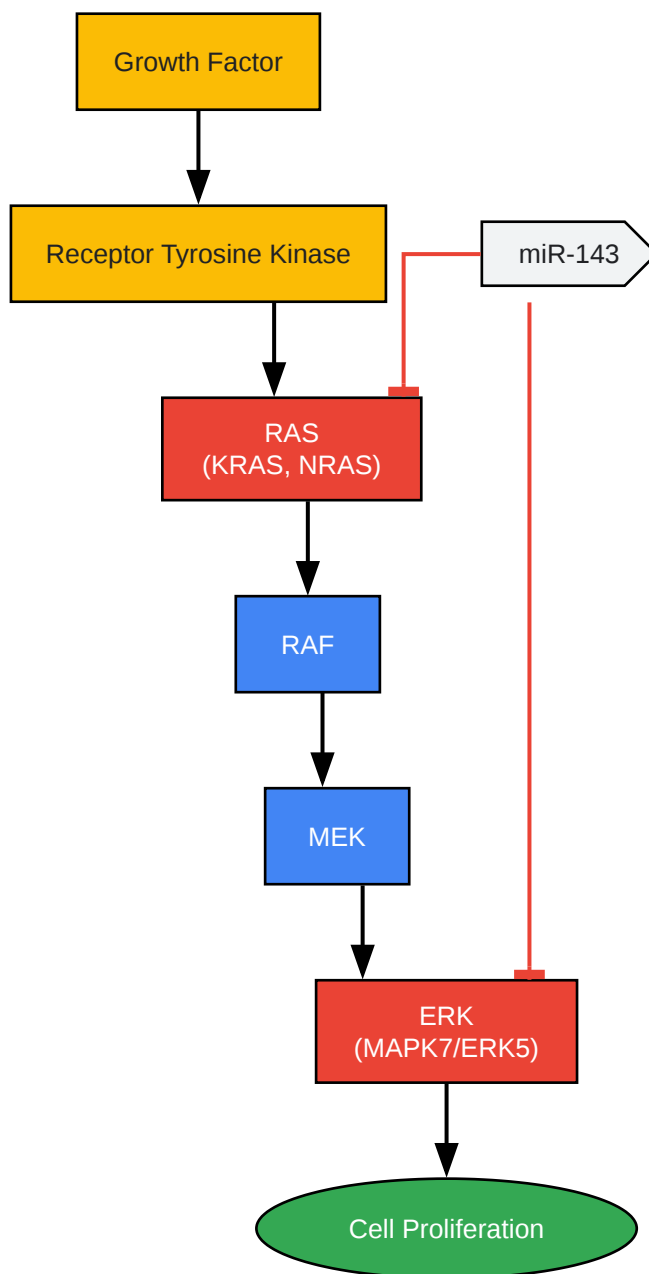 Growth Factor
Receptor Tyrosine Kinase
miR-143
RAS
(KRAS, NRAS)
RAF
MEK
ERK
(MAPK7/ERK5)
Cell Proliferation